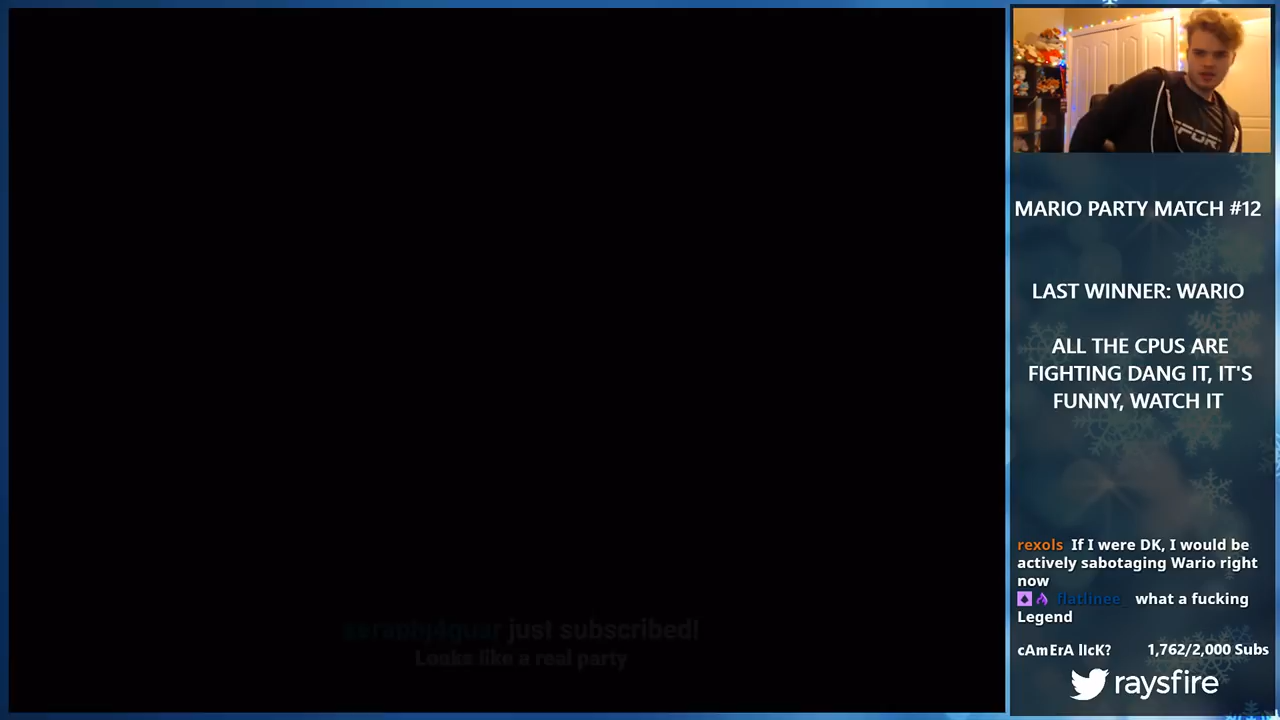 SPORT
MARIO PARTY MATCH #12
LAST WINNER: WARIO
ALL THE CPUS ARE
FIGHTING DANG IT, IT'S
FUNNY, WATCH IT
rexols If I were DK, I would be
actively sabotaging Wario right
now
flatlinee_ what a fucking
Legend
cAmErA lIcK? 1,762/2,000 Subs
raysfire
just subscribed!
Looks like a real party